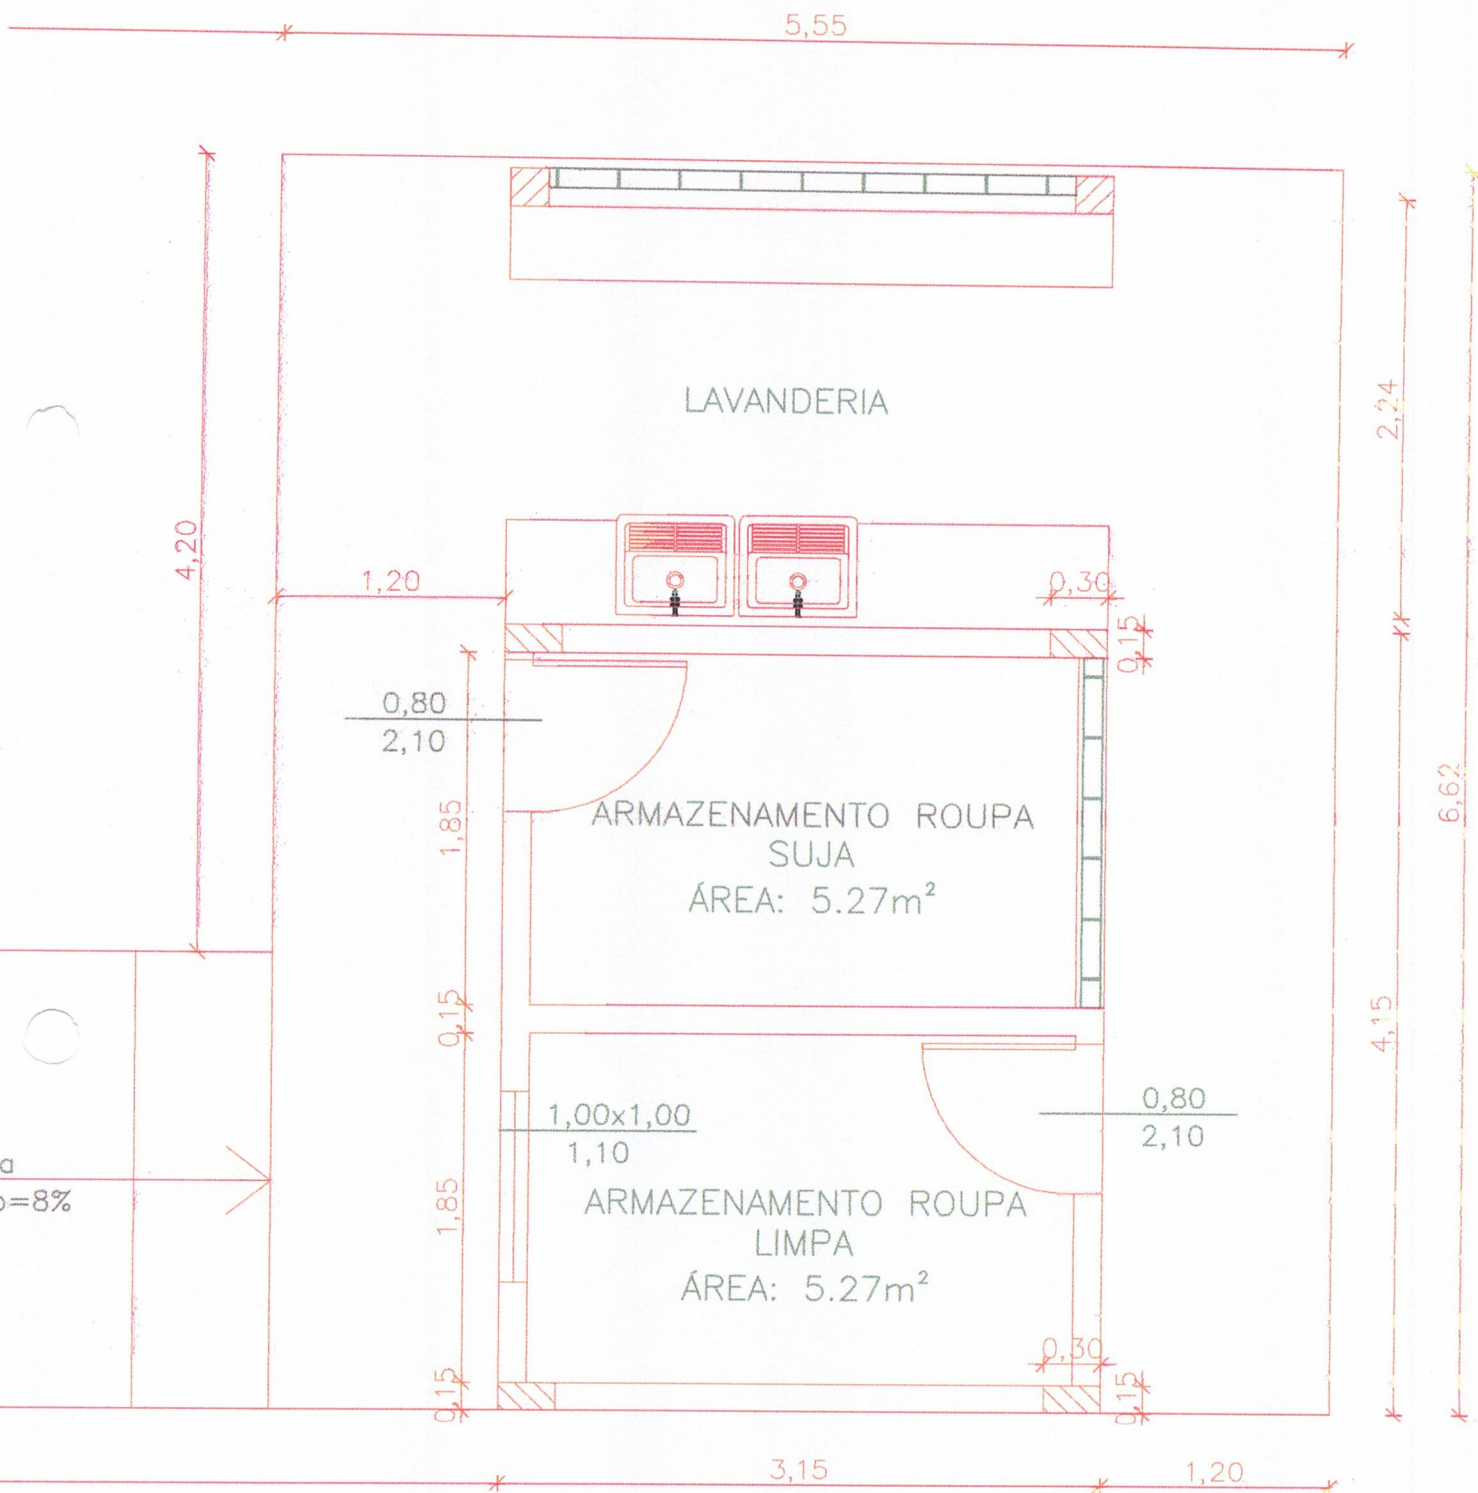 5,55
LAVANDERIA
2,24
4,20
1,20
0,30
0,15
0,80
2,10
1,85
6,62
ARMAZENAMENTO ROUPA
SUJA
ÁREA: 5.27m²
0,15
4,15
1,00x1,00
1,10
0,80
2,10
a
=8%
1,85
ARMAZENAMENTO ROUPA
LIMPA
ÁREA: 5.27m²
0,30
0,15
0,15
3,15
1,20